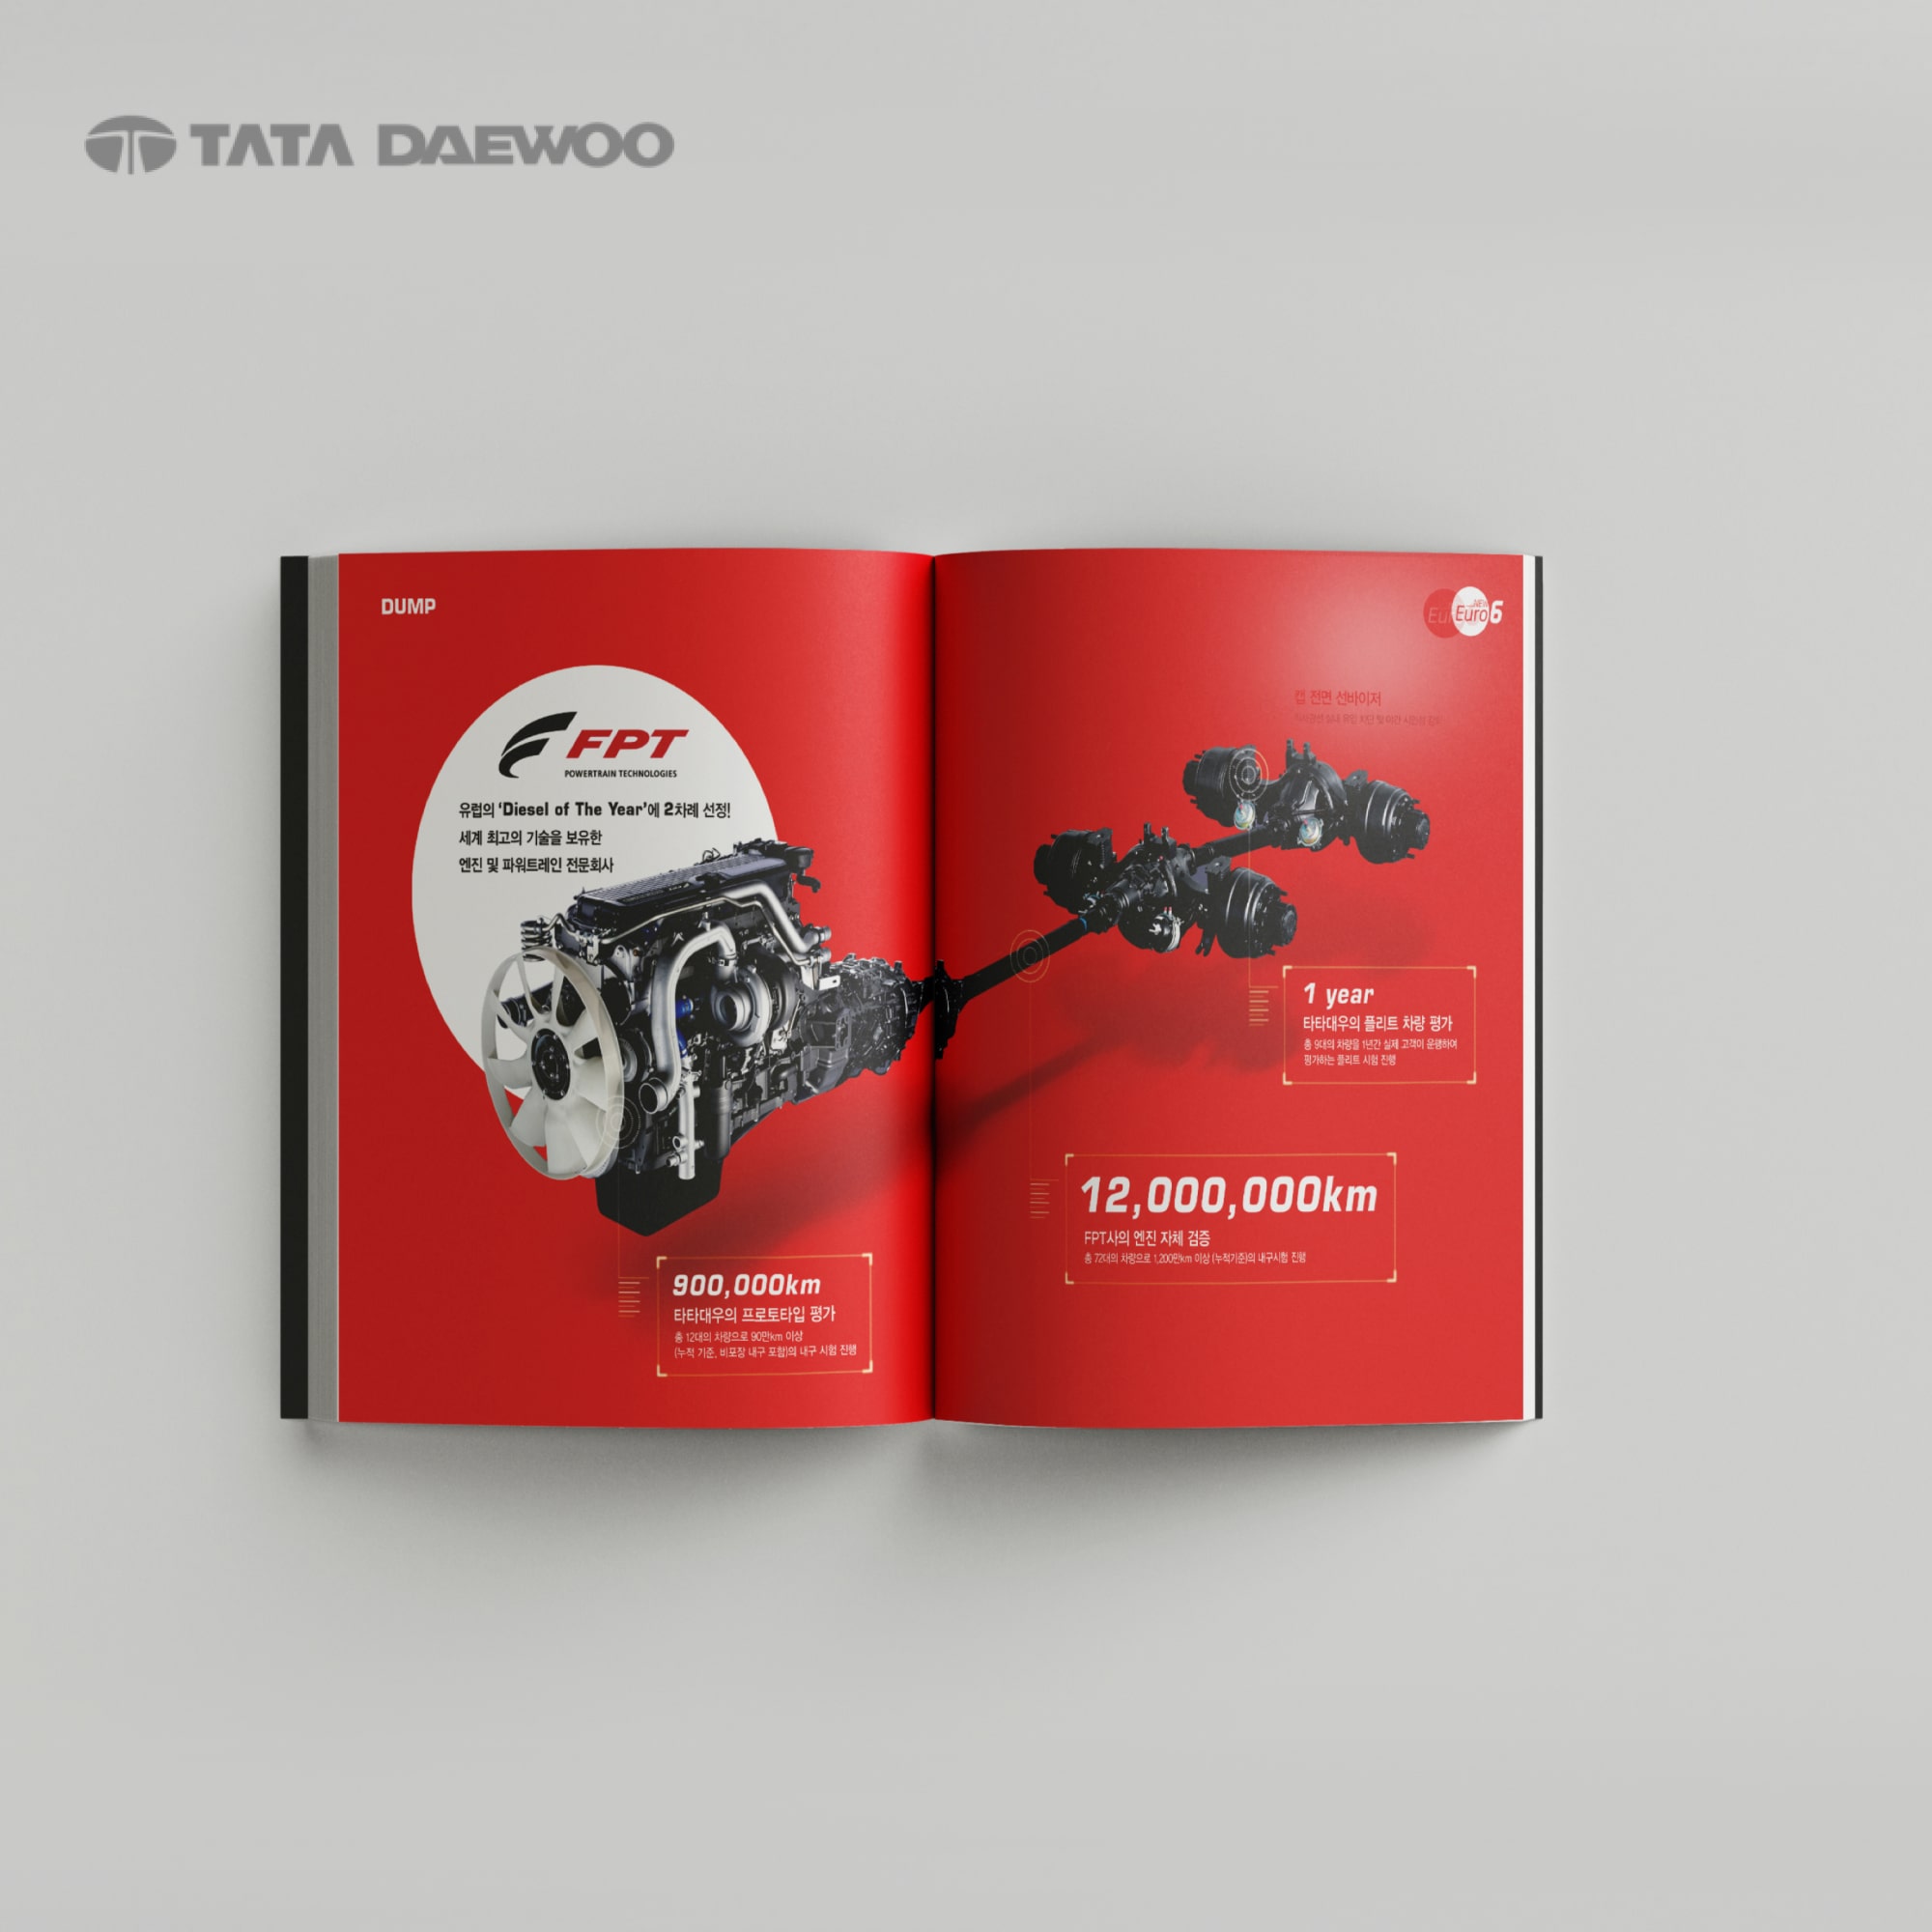 TATA DAEWOO
DUMP
FPT
POWERTRAIN TECHNOLOGIES
유럽의 'Diesel of The Year'에 2차례 선정!
세계 최고의 기술을 보유한
엔진 및 파워트레인 전문회사
900,000km
타타대우의 프로토타입 평가
총 12대의 차량으로 90만km 이상
(누적 기준, 비포장 내구 포함)의 내구 시험 진행
NEW
Euro6
캡 전면 선바이저
1 year
타타대우의 플리트 차량 평가
총 9대의 차량을 1년간 실제 고객이 운행하여
평가하는 플리트 시험 진행
12,000,000km
FPT사의 엔진 자체 검증
총 72대의 차량으로 1,200만km 이상 (누적기준)의 내구시험 진행